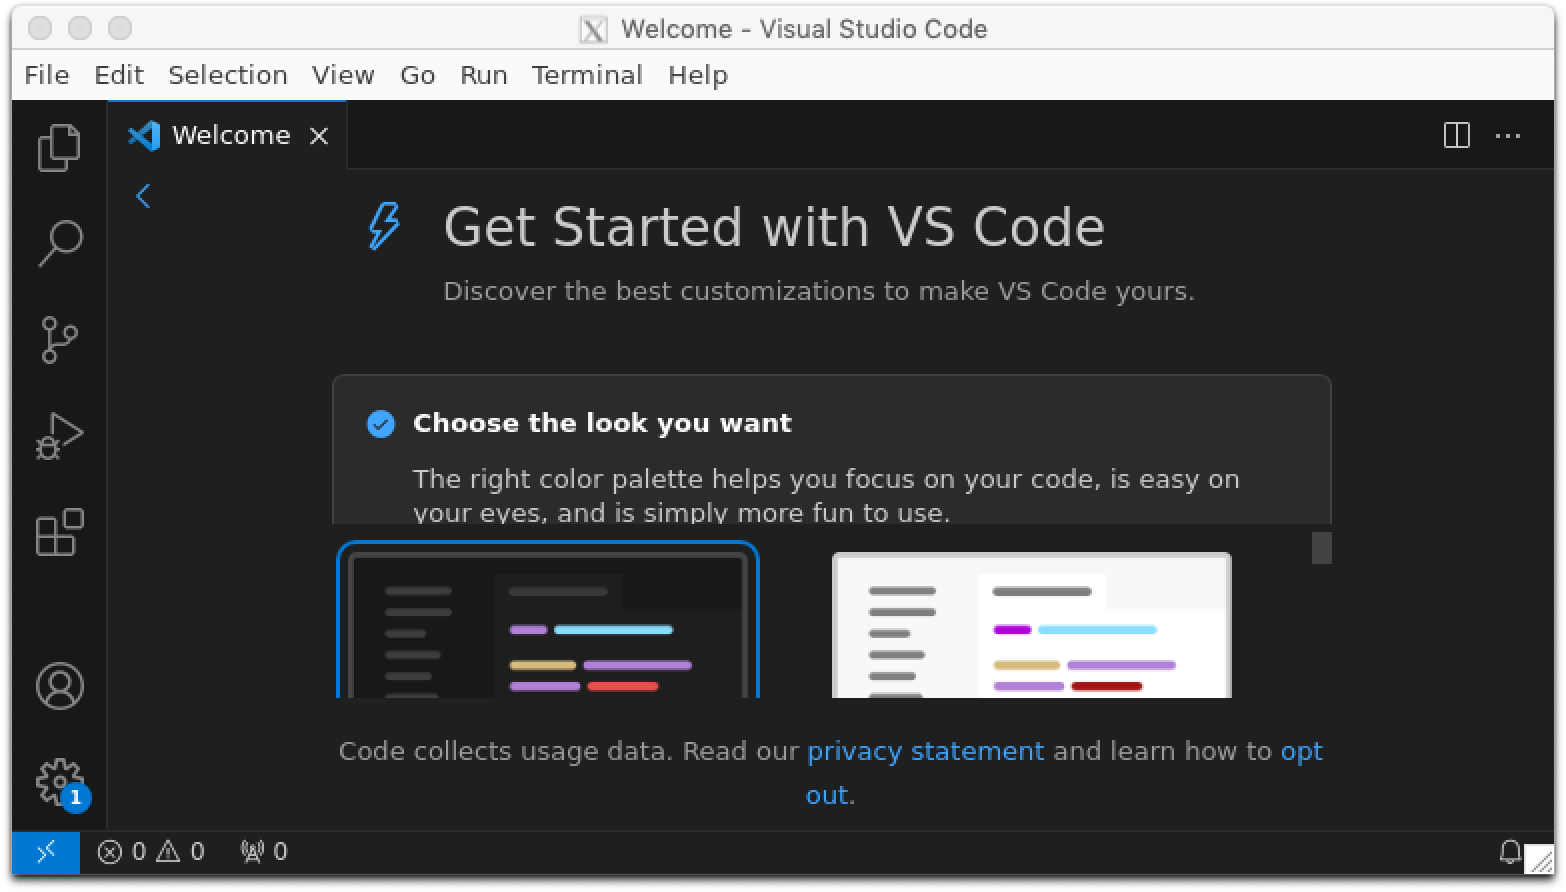 Welcome - Visual Studio Code
File Edit Selection View Go Run Terminal Help
Welcome
Get Started with VS Code
Discover the best customizations to make VS Code yours.
Choose the look you want
The right color palette helps you focus on your code, is easy on
your eyes, and is simply more fun to use.
Code collects usage data. Read our privacy statement and learn how to opt
out.
1
0 0 0